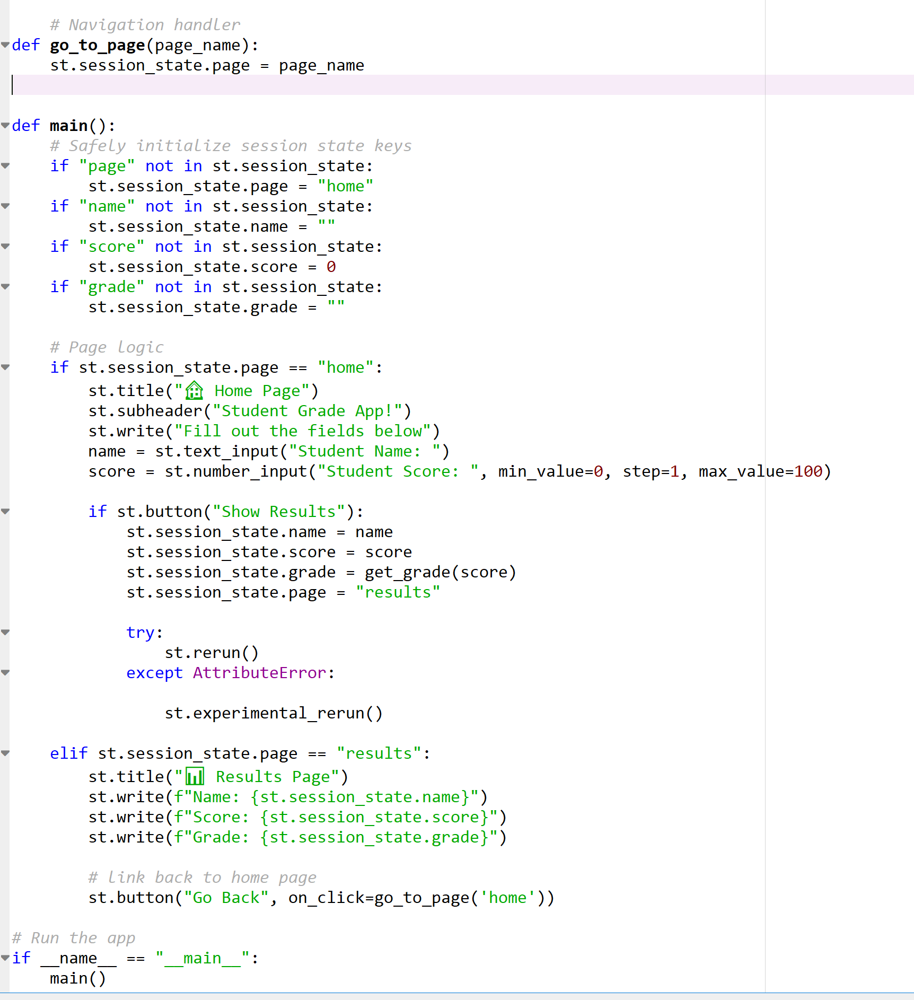 # Navigation handler
def go_to_page(page_name):
    st.session_state.page = page_name
def main():
    # Safely initialize session state keys
    if "page" not in st.session_state:
        st.session_state.page = "home"
    if "name" not in st.session_state:
        st.session_state.name = ""
    if "score" not in st.session_state:
        st.session_state.score = 0
    if "grade" not in st.session_state:
        st.session_state.grade = ""
    # Page logic
    if st.session_state.page == "home":
        st.title("🏠 Home Page")
        st.subheader("Student Grade App!")
        st.write("Fill out the fields below")
        name = st.text_input("Student Name: ")
        score = st.number_input("Student Score: ", min_value=0, step=1, max_value=100)
        if st.button("Show Results"):
            st.session_state.name = name
            st.session_state.score = score
            st.session_state.grade = get_grade(score)
            st.session_state.page = "results"
            try:
                st.rerun()
            except AttributeError:
                st.experimental_rerun()
    elif st.session_state.page == "results":
        st.title("📊 Results Page")
        st.write(f"Name: {st.session_state.name}")
        st.write(f"Score: {st.session_state.score}")
        st.write(f"Grade: {st.session_state.grade}")
        # link back to home page
        st.button("Go Back", on_click=go_to_page('home'))
# Run the app
if __name__ == "__main__":
    main()